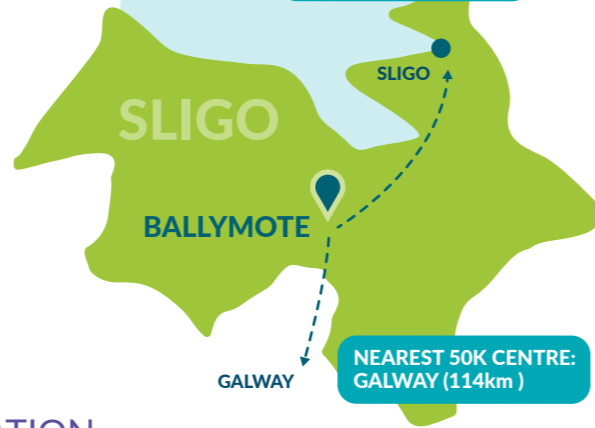 SLIGO
SLIGO
BALLYMOTE
GALWAY
NEAREST 50K CENTRE:
GALWAY (114km )